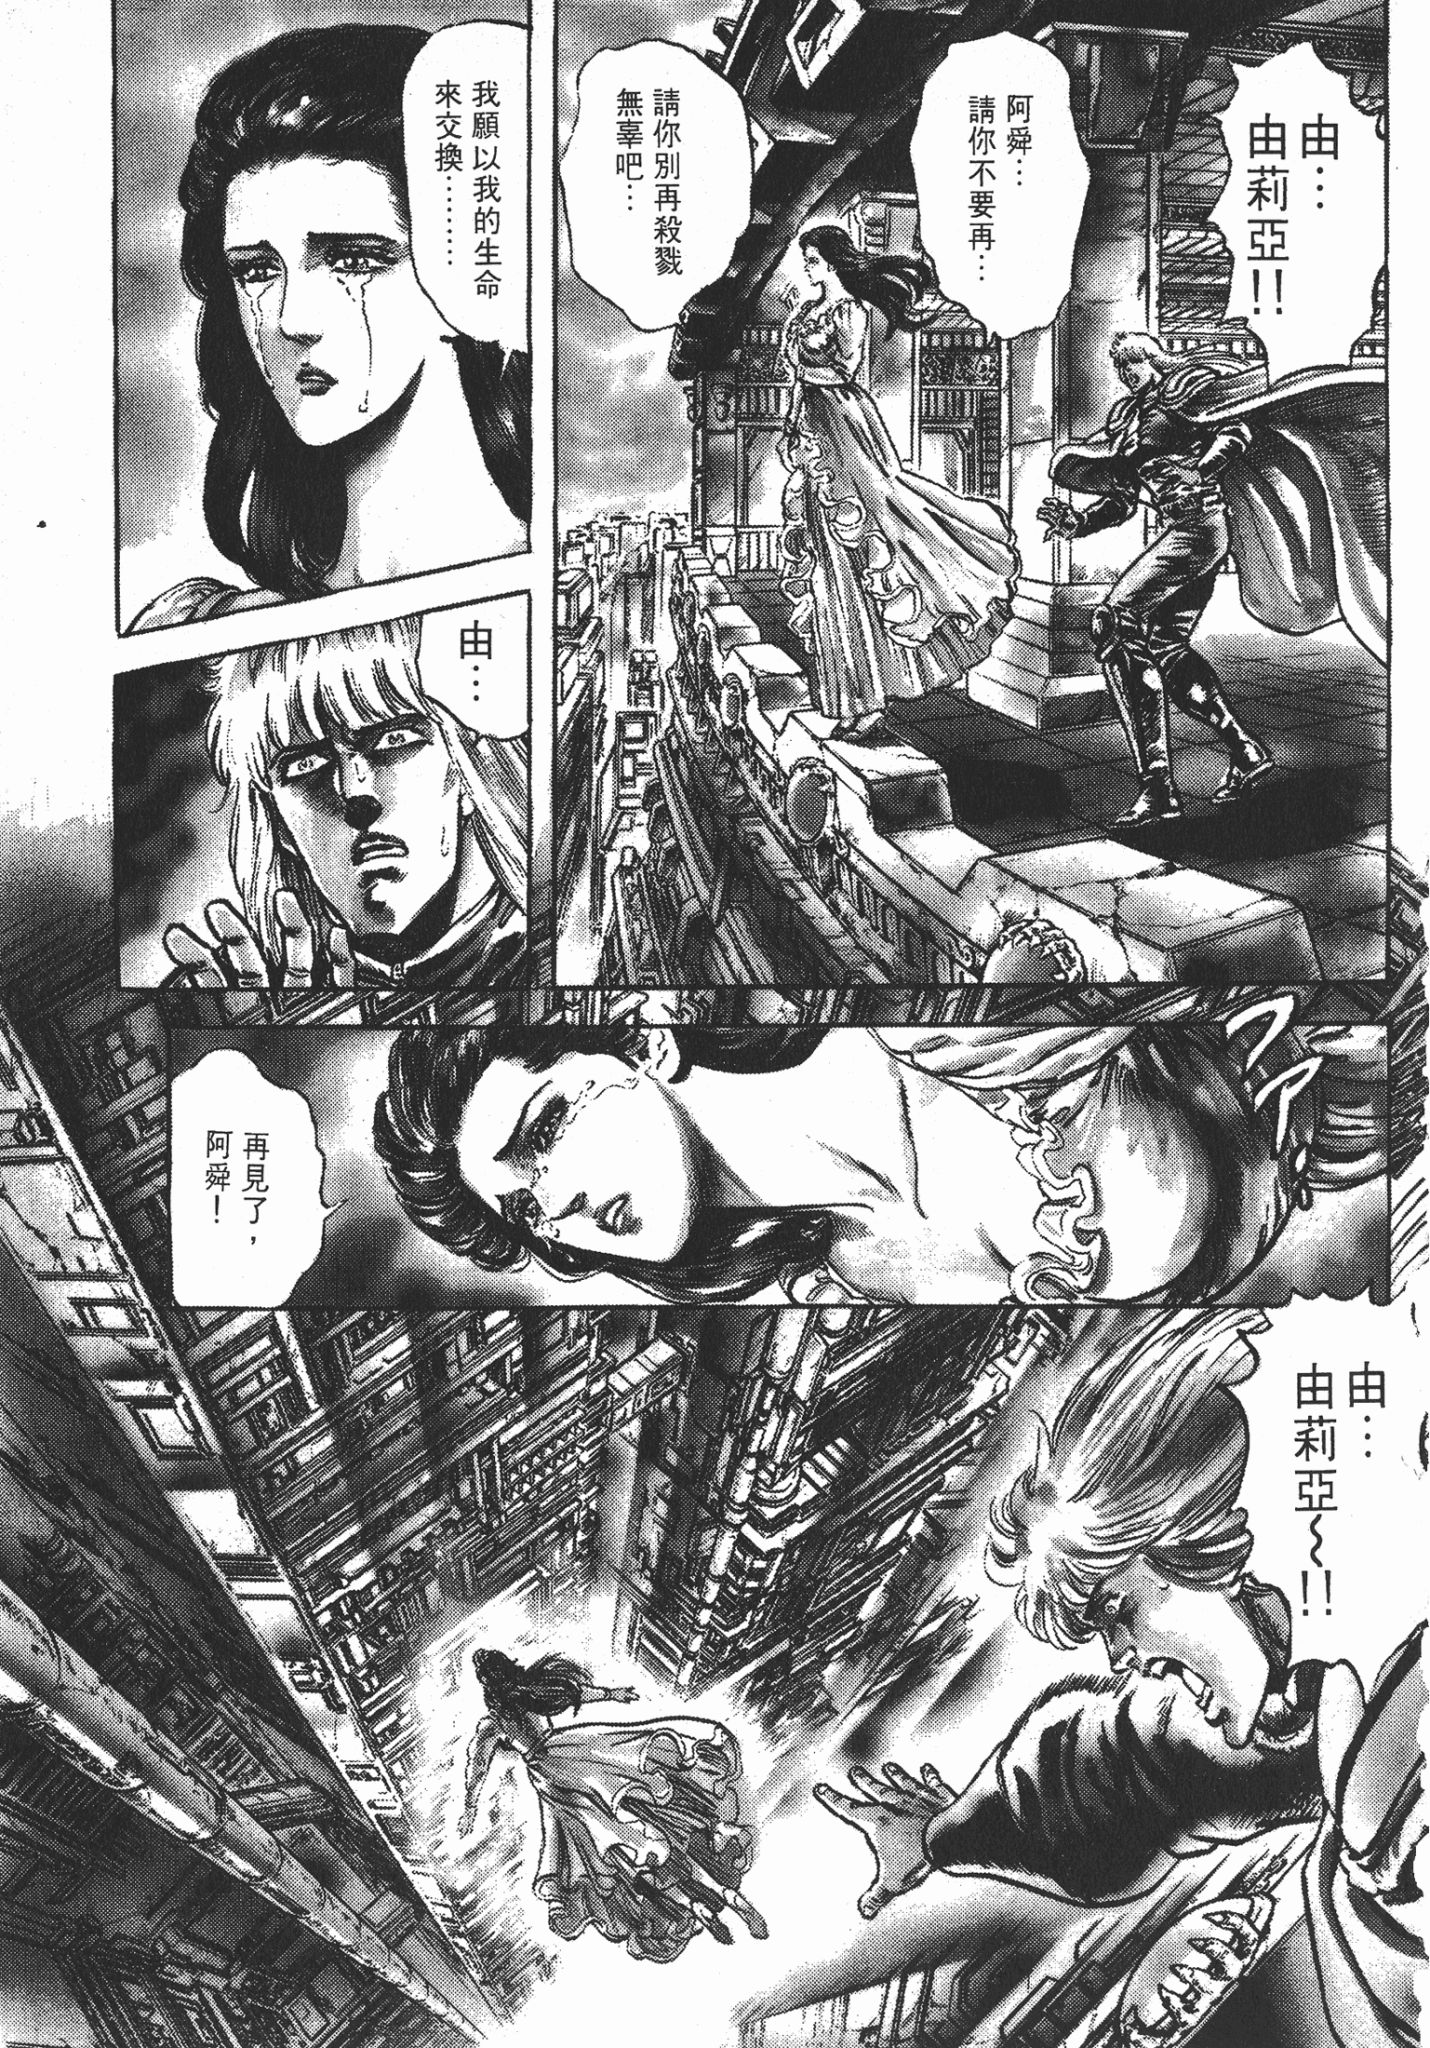 由…
由莉亞!!
阿舜…
請你不要再…
請你別再殺戮
無辜吧…
我願以我的生命
來交換………
由…
再見了，
阿舜！
フワ
由…
由莉亞～!!